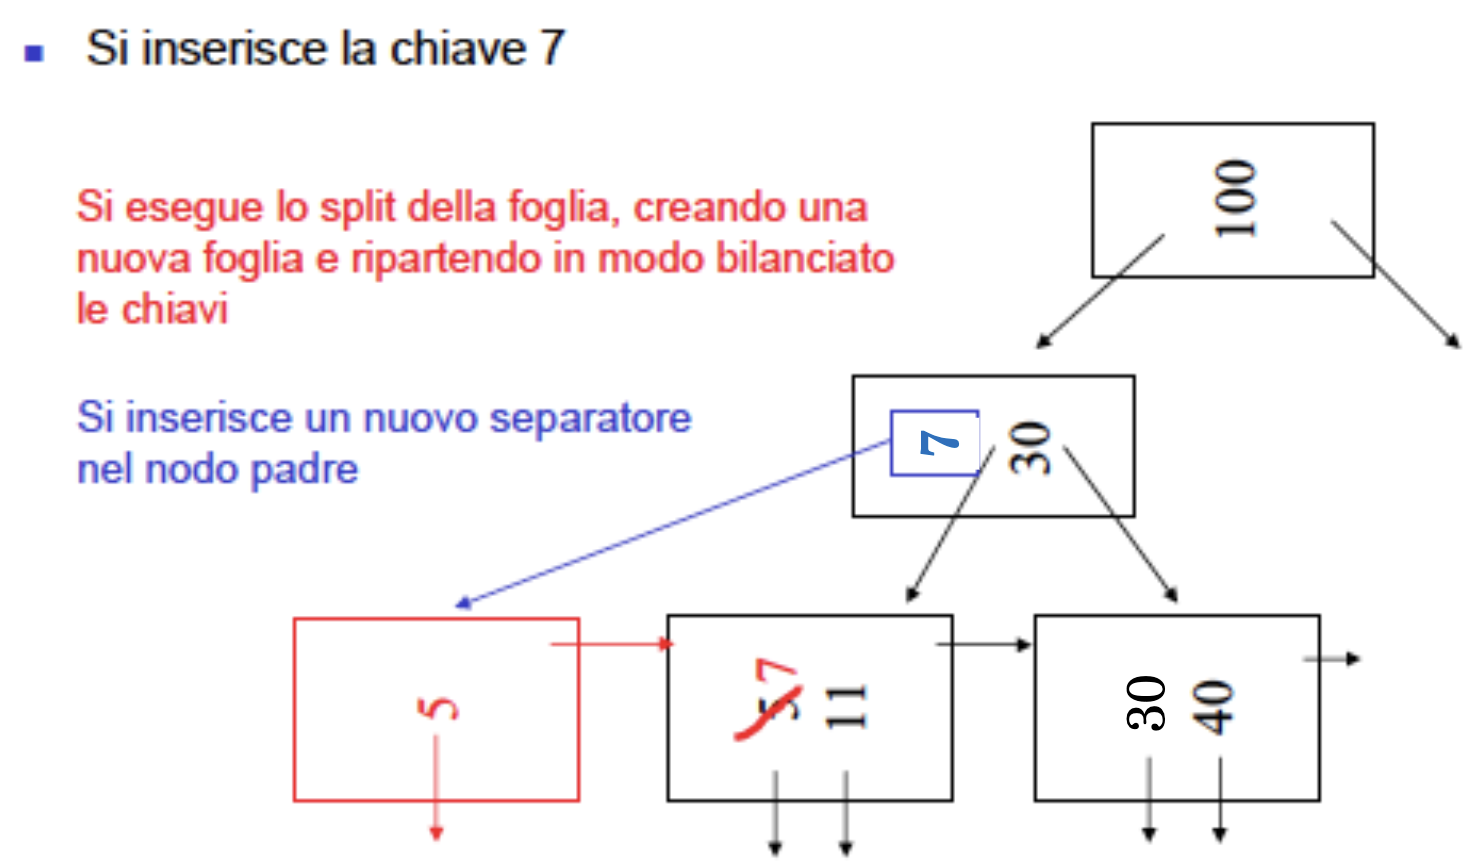 Si inserisce la chiave 7
100
Si esegue lo split della foglia, creando una
nuova foglia e ripartendo in modo bilanciato
le chiavi
Si inserisce un nuovo separatore
nel nodo padre
7 30
5
5 7 11
30 40